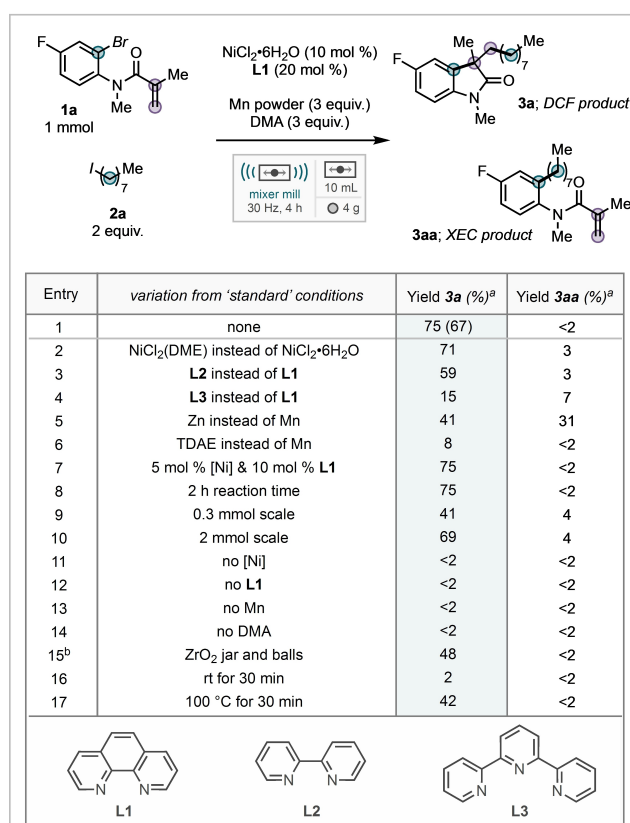 F
Br
O
N
Me
Me
1a
1 mmol
I
Me
7
2a
2 equiv.
NiCl2•6H2O (10 mol %)
L1 (20 mol %)
Mn powder (3 equiv.)
DMA (3 equiv.)
mixer mill
30 Hz, 4 h
10 mL
4 g
Me
Me
7
F
O
N
Me
3a; DCF product
Me
7
F
O
N
Me
Me
3aa; XEC product
Entry variation from ‘standard’ conditions Yield 3a (%)a Yield 3aa (%)a
1 none 75 (67) <2
2 NiCl2(DME) instead of NiCl2•6H2O 71 3
3 L2 instead of L1 59 3
4 L3 instead of L1 15 7
5 Zn instead of Mn 41 31
6 TDAE instead of Mn 8 <2
7 5 mol % [Ni] & 10 mol % L1 75 <2
8 2 h reaction time 75 <2
9 0.3 mmol scale 41 4
10 2 mmol scale 69 4
11 no [Ni] <2 <2
12 no L1 <2 <2
13 no Mn <2 <2
14 no DMA <2 <2
15b ZrO2 jar and balls 48 <2
16 rt for 30 min 2 <2
17 100 °C for 30 min 42 <2
N N
L1
N N
L2
N N N
L3